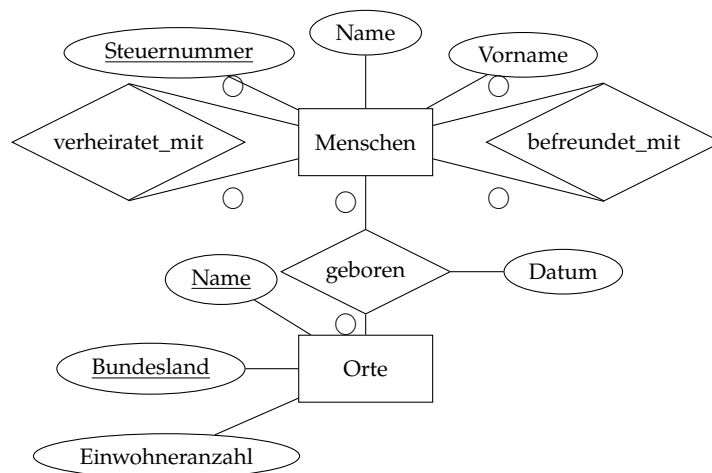 Name
Steuernummer
Vorname
verheiratet_mit
Menschen
befreundet_mit
geboren
Datum
Name
Bundesland
Orte
Einwohneranzahl